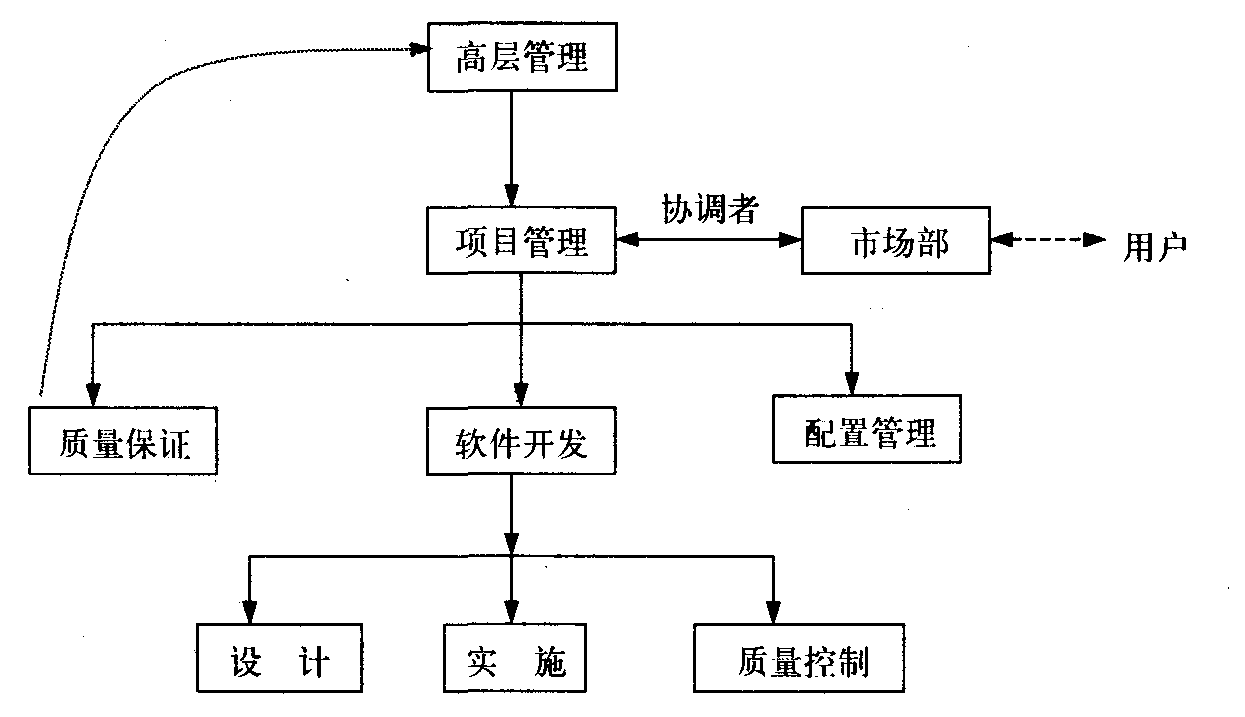 高层管理
协调者
项目管理
市场部
用户
质量保证
软件开发
配置管理
设 计
实 施
质量控制